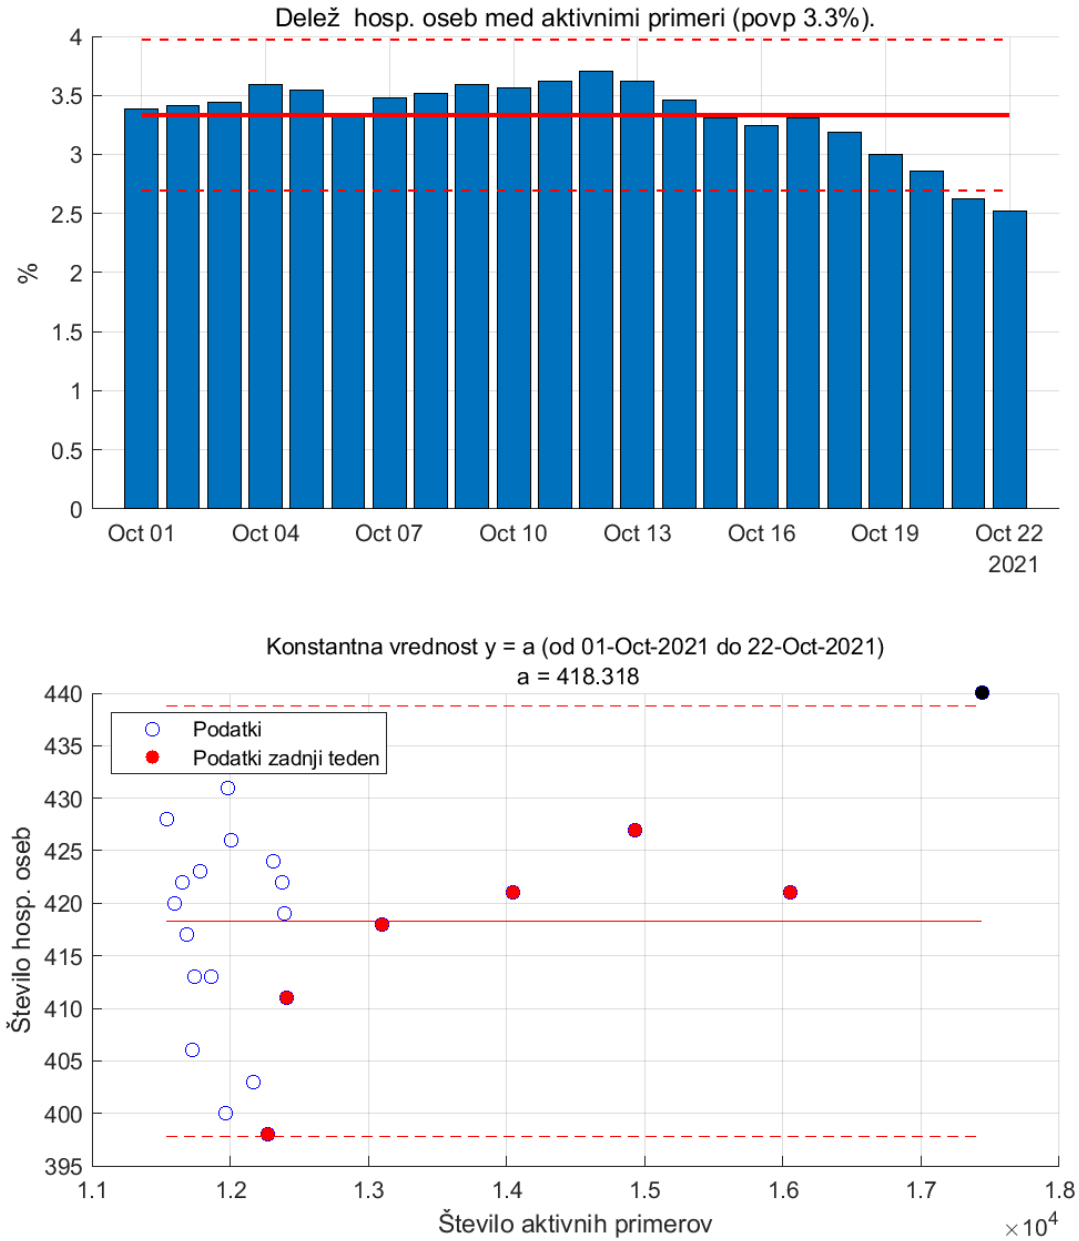 Delež hosp. oseb med aktivnimi primeri (povp 3.3%).
4
3.5
3
2.5
2
1.5
1
0.5
0
%
Oct 01 Oct 04 Oct 07 Oct 10 Oct 13 Oct 16 Oct 19 Oct 22
2021
Konstantna vrednost y = a (od 01-Oct-2021 do 22-Oct-2021)
a = 418.318
440
435
430
425
420
415
410
405
400
395
Število hosp. oseb
Podatki
Podatki zadnji teden
1.1 1.2 1.3 1.4 1.5 1.6 1.7 1.8
Število aktivnih primerov
×10⁴